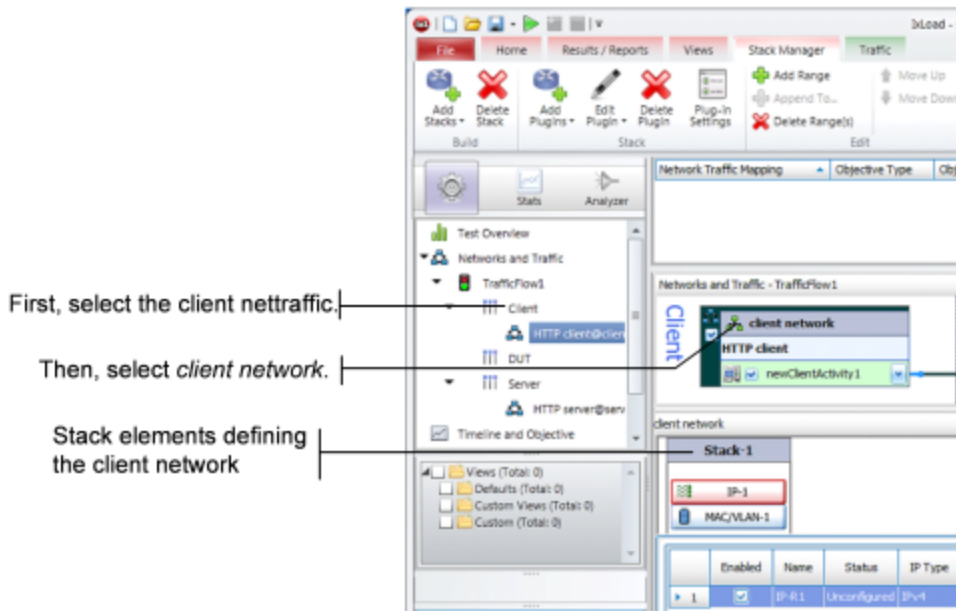 IxLoad -
File Home Results / Reports Views Stack Manager Traffic
Add Stacks Delete Stack Add Plugins Edit Plugin Delete Plugin Plug-in Settings
Add Range
Append To...
Delete Range(s)
Move Up
Move Down
Build Stack Edit
Stats Analyzer
Network Traffic Mapping Objective Type Obj
Test Overview
Networks and Traffic
TrafficFlow1
Client
HTTP client@clien
DUT
Server
HTTP server@serv
Timeline and Objective
First, select the client nettraffic.
Then, select client network.
Stack elements defining
the client network
Networks and Traffic - TrafficFlow1
Client
client network
HTTP client
newClientActivity1
client network
Stack-1
IP-1
MAC/VLAN-1
Views (Total: 0)
Defaults (Total: 0)
Custom Views (Total: 0)
Custom (Total: 0)
Enabled Name Status IP Type
1 IP-R1 Unconfigured IPv4